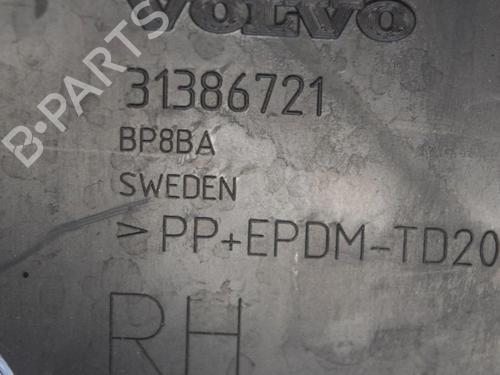 VOLVO
31386721
BP8BA
SWEDEN
> PP+EPDM-TD20
RH
B-PARTS